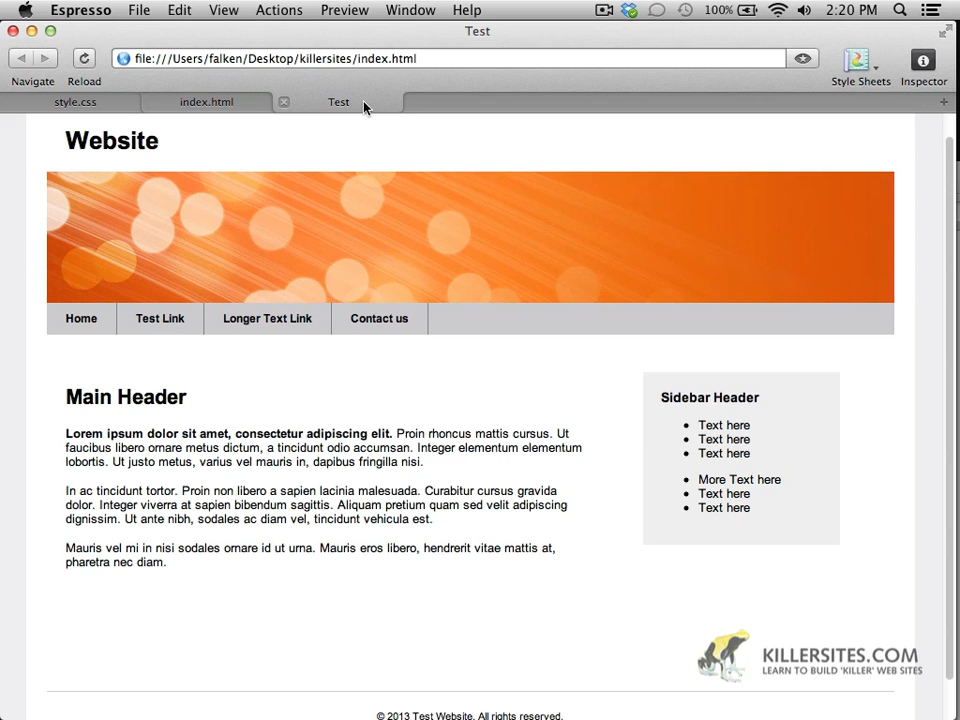 Espresso File Edit View Actions Preview Window Help 100% 2:20 PM
Test
file:///Users/falken/Desktop/killersites/index.html
Navigate Reload Style Sheets Inspector
style.css index.html Test
Website
Home Test Link Longer Text Link Contact us
Main Header
Lorem ipsum dolor sit amet, consectetur adipiscing elit. Proin rhoncus mattis cursus. Ut
faucibus libero ornare metus dictum, a tincidunt odio accumsan. Integer elementum elementum
lobortis. Ut justo metus, varius vel mauris in, dapibus fringilla nisi.
In ac tincidunt tortor. Proin non libero a sapien lacinia malesuada. Curabitur cursus gravida
dolor. Integer viverra at sapien bibendum sagittis. Aliquam pretium quam sed velit adipiscing
dignissim. Ut ante nibh, sodales ac diam vel, tincidunt vehicula est.
Mauris vel mi in nisi sodales ornare id ut urna. Mauris eros libero, hendrerit vitae mattis at,
pharetra nec diam.
Sidebar Header
Text here
Text here
Text here
More Text here
Text here
Text here
KILLERSITES.COM
LEARN TO BUILD 'KILLER' WEB SITES
© 2013 Test Website. All rights reserved.